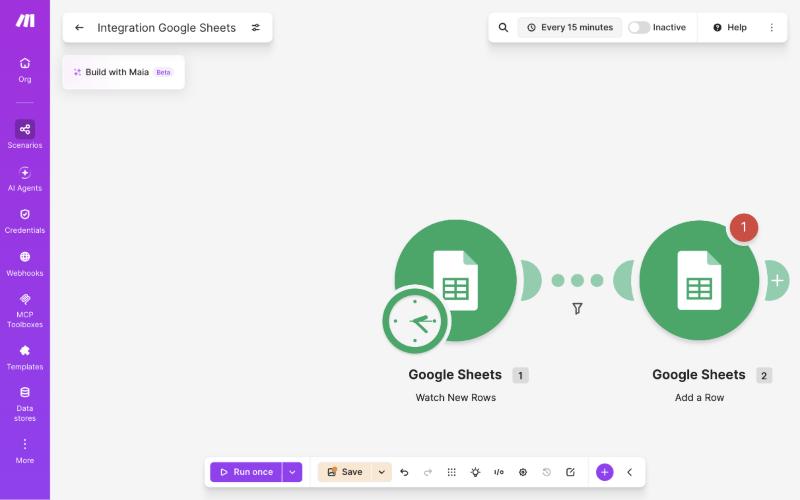 Integration Google Sheets
Every 15 minutes
Inactive
Help
Build with Maia Beta
Org
Scenarios
AI Agents
Credentials
Webhooks
MCP
Toolboxes
Templates
Data
stores
More
1
Google Sheets 1
Watch New Rows
Google Sheets 2
Add a Row
Run once
Save
I/O